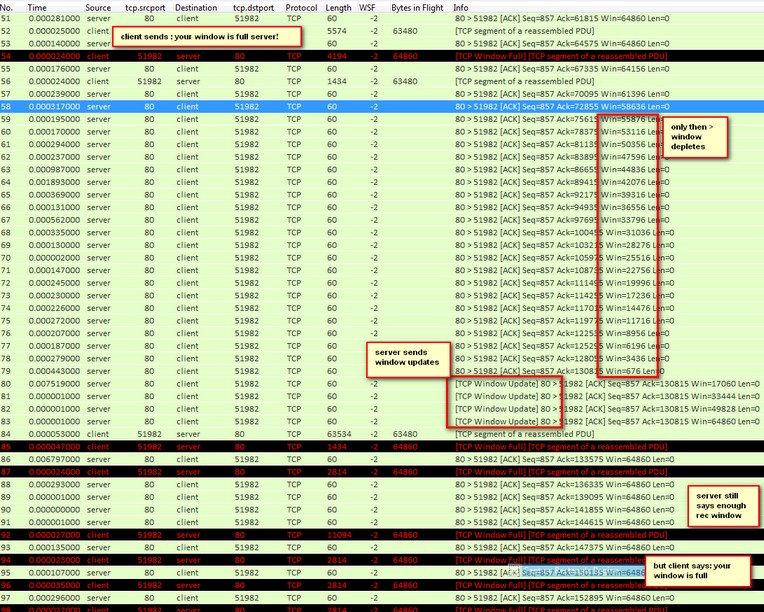 No. Time Source tcp.srcport Destination tcp.dstport Protocol Length WSF Bytes in Flight Info
51 0.000281000 server 80 client 51982 TCP 60 -2 80 > 51982 [ACK] Seq=857 Ack=61815 Win=64860 Len=0
52 0.000025000 client 5574 -2 63480 [TCP segment of a reassembled PDU]
client sends : your window is full server!
53 0.000140000 server 60 -2 80 > 51982 [ACK] Seq=857 Ack=64575 Win=64860 Len=0
54 0.000024000 client 51982 server 80 TCP 4194 -2 64860 [TCP Window Full] [TCP segment of a reassembled PDU]
55 0.000176000 server 80 client 51982 TCP 60 -2 80 > 51982 [ACK] Seq=857 Ack=67335 Win=64156 Len=0
56 0.000024000 client 51982 server 80 TCP 1434 -2 63480 [TCP segment of a reassembled PDU]
57 0.000239000 server 80 client 51982 TCP 60 -2 80 > 51982 [ACK] Seq=857 Ack=70095 Win=61396 Len=0
58 0.000317000 server 80 client 51982 TCP 60 -2 80 > 51982 [ACK] Seq=857 Ack=72855 Win=58636 Len=0
59 0.000195000 server 80 client 51982 TCP 60 -2 80 > 51982 [ACK] Seq=857 Ack=75615 Win=55876 Len=0
60 0.000170000 server 80 client 51982 TCP 60 -2 80 > 51982 [ACK] Seq=857 Ack=78375 Win=53116 Len=0
61 0.000294000 server 80 client 51982 TCP 60 -2 80 > 51982 [ACK] Seq=857 Ack=81135 Win=50356 Len=0
only then >
window
depletes
62 0.000237000 server 80 client 51982 TCP 60 -2 80 > 51982 [ACK] Seq=857 Ack=83895 Win=47596 Len=0
63 0.000987000 server 80 client 51982 TCP 60 -2 80 > 51982 [ACK] Seq=857 Ack=86655 Win=44836 Len=0
64 0.001893000 server 80 client 51982 TCP 60 -2 80 > 51982 [ACK] Seq=857 Ack=89415 Win=42076 Len=0
65 0.000369000 server 80 client 51982 TCP 60 -2 80 > 51982 [ACK] Seq=857 Ack=92175 Win=39316 Len=0
66 0.000231000 server 80 client 51982 TCP 60 -2 80 > 51982 [ACK] Seq=857 Ack=94935 Win=36556 Len=0
67 0.000562000 server 80 client 51982 TCP 60 -2 80 > 51982 [ACK] Seq=857 Ack=97695 Win=33796 Len=0
68 0.000335000 server 80 client 51982 TCP 60 -2 80 > 51982 [ACK] Seq=857 Ack=100455 Win=31036 Len=0
69 0.000130000 server 80 client 51982 TCP 60 -2 80 > 51982 [ACK] Seq=857 Ack=103215 Win=28276 Len=0
70 0.000002000 server 80 client 51982 TCP 60 -2 80 > 51982 [ACK] Seq=857 Ack=105975 Win=25516 Len=0
71 0.000147000 server 80 client 51982 TCP 60 -2 80 > 51982 [ACK] Seq=857 Ack=108735 Win=22756 Len=0
72 0.000245000 server 80 client 51982 TCP 60 -2 80 > 51982 [ACK] Seq=857 Ack=111495 Win=19996 Len=0
73 0.000230000 server 80 client 51982 TCP 60 -2 80 > 51982 [ACK] Seq=857 Ack=114255 Win=17236 Len=0
74 0.000226000 server 80 client 51982 TCP 60 -2 80 > 51982 [ACK] Seq=857 Ack=117015 Win=14476 Len=0
75 0.000272000 server 80 client 51982 TCP 60 -2 80 > 51982 [ACK] Seq=857 Ack=119775 Win=11716 Len=0
76 0.000207000 server 80 client 51982 TCP 60 -2 80 > 51982 [ACK] Seq=857 Ack=122535 Win=8956 Len=0
77 0.000187000 server 80 client 51982 80 > 51982 [ACK] Seq=857 Ack=125295 Win=6196 Len=0
server sends
window updates
78 0.000279000 server 80 client 51982 80 > 51982 [ACK] Seq=857 Ack=128055 Win=3436 Len=0
79 0.000443000 server 80 client 51982 TCP 60 -2 80 > 51982 [ACK] Seq=857 Ack=130815 Win=676 Len=0
80 0.007519000 server 80 client 51982 TCP 60 -2 [TCP Window Update] 80 > 51982 [ACK] Seq=857 Ack=130815 Win=17060 Len=0
81 0.000001000 server 80 client 51982 TCP 60 -2 [TCP Window Update] 80 > 51982 [ACK] Seq=857 Ack=130815 Win=33444 Len=0
82 0.000001000 server 80 client 51982 TCP 60 -2 [TCP Window Update] 80 > 51982 [ACK] Seq=857 Ack=130815 Win=49828 Len=0
83 0.000001000 server 80 client 51982 TCP 60 -2 [TCP Window Update] 80 > 51982 [ACK] Seq=857 Ack=130815 Win=64860 Len=0
84 0.000053000 client 51982 server 80 TCP 63534 -2 63480 [TCP segment of a reassembled PDU]
85 0.000047000 client 51982 server 80 TCP 1434 -2 64860 [TCP Window Full] [TCP segment of a reassembled PDU]
86 0.006797000 server 80 client 51982 TCP 60 -2 80 > 51982 [ACK] Seq=857 Ack=133575 Win=64860 Len=0
87 0.000024000 client 51982 server 80 TCP 2814 -2 64860 [TCP Window Full] [TCP segment of a reassembled PDU]
88 0.000293000 server 80 client 51982 TCP 60 -2 80 > 51982 [ACK] Seq=857 Ack=136335 Win=64860 Len=0
89 0.000001000 server 80 client 51982 TCP 60 -2 80 > 51982 [ACK] Seq=857 Ack=139095 Win=64860 Len=0
90 0.000000000 server 80 client 51982 TCP 60 -2 80 > 51982 [ACK] Seq=857 Ack=141855 Win=64860 Len=0
server still
says enough
rec window
91 0.000001000 server 80 client 51982 TCP 60 -2 80 > 51982 [ACK] Seq=857 Ack=144615 Win=64860 Len=0
92 0.000027000 client 51982 server 80 TCP 11094 -2 64860 [TCP Window Full] [TCP segment of a reassembled PDU]
93 0.000135000 server 80 client 51982 TCP 60 -2 80 > 51982 [ACK] Seq=857 Ack=147375 Win=64860 Len=0
94 client 51982 server 80 TCP 2814 -2 64860 [TCP Window Full] [TCP segment of a reassembled PDU]
95 0.000107000 server 80 client 51982 TCP 60 -2 80 > 51982 [ACK] Seq=857 Ack=150135 Win=6486
but client says: your
window is full
96 0.000035000 client 51982 server 80 TCP 2814 -2 64860 [TCP Window Full] [TCP segment of a reassembled PDU]
97 0.000296000 server 80 client 51982 TCP 60 -2 80 > 51982 [ACK] Seq=857 Ack=152895 Win=64860 Len=0